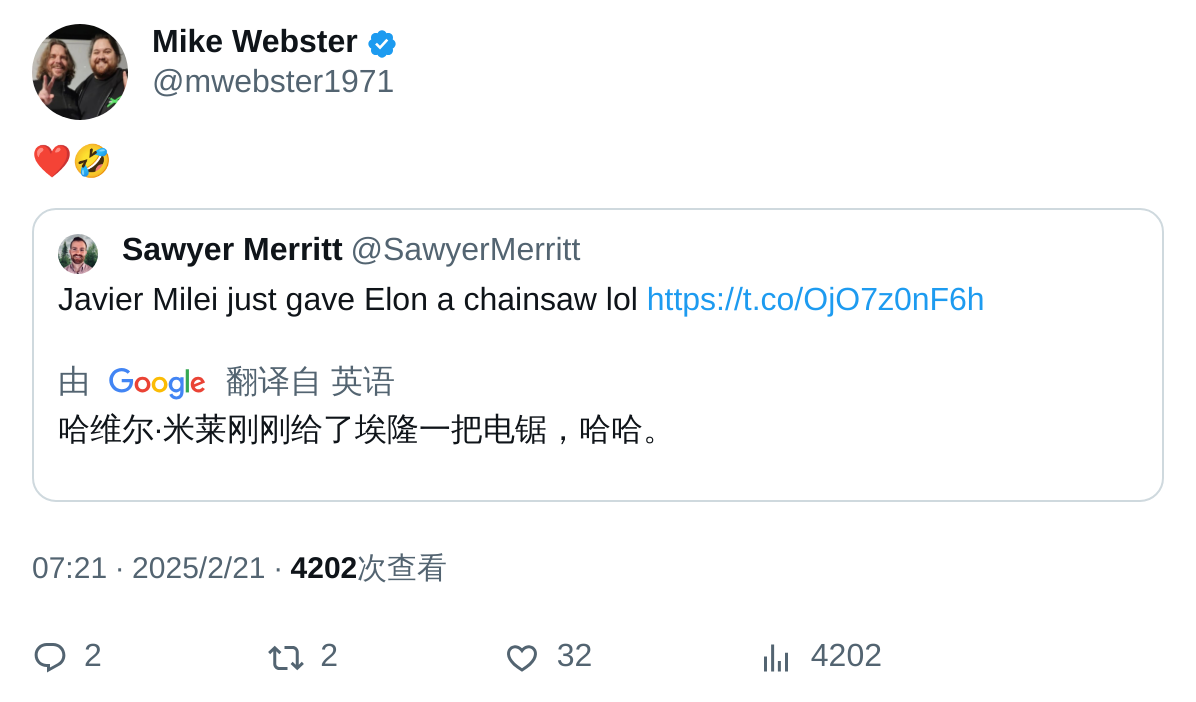 Mike Webster
@mwebster1971
❤️🤣
Sawyer Merritt @SawyerMerritt
Javier Milei just gave Elon a chainsaw lol https://t.co/OjO7z0nF6h
由 Google 翻译自 英语
哈维尔·米莱刚刚给了埃隆一把电锯，哈哈。
07:21 · 2025/2/21 · 4202次查看
2 2 32 4202